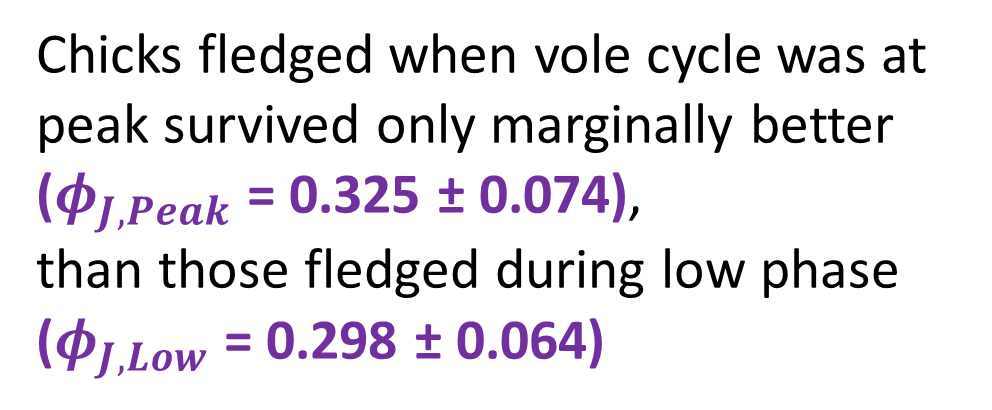 Chicks fledged when vole cycle was at
peak survived only marginally better
(ϕJ,Peak = 0.325 ± 0.074),
than those fledged during low phase
(ϕJ,Low = 0.298 ± 0.064)